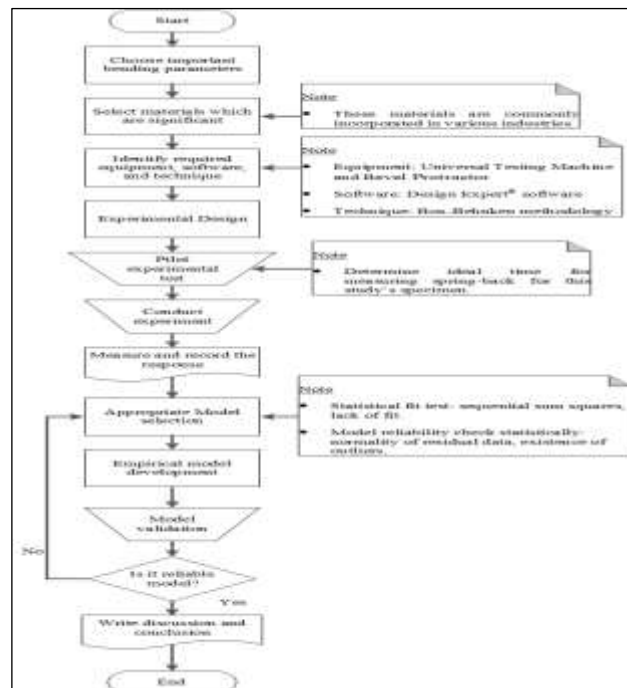 Start
Choose important
bending parameters
Select materials which
are significant
Note
• These materials are commonly
incorporated in various industries
Identify required
equipment, software,
and technique
Note
• Equipment: Universal Testing Machine
and Bevel Protractor
• Software: Design Expert® software
• Technique: Box-Behnken methodology
Experimental Design
Pilot
experimental
test
Note
• Determine ideal time for
measuring spring-back for this
study's specimen.
Conduct
experiment
Measure and record the
response
Appropriate Model
selection
Note
• Statistical fit test- sequential sum squares,
lack of fit
• Model reliability check statistically-
normality of residual data, existence of
outliers.
Empirical model
development
Model
validation
No
Is it reliable
model?
Yes
Write discussion and
conclusion
End